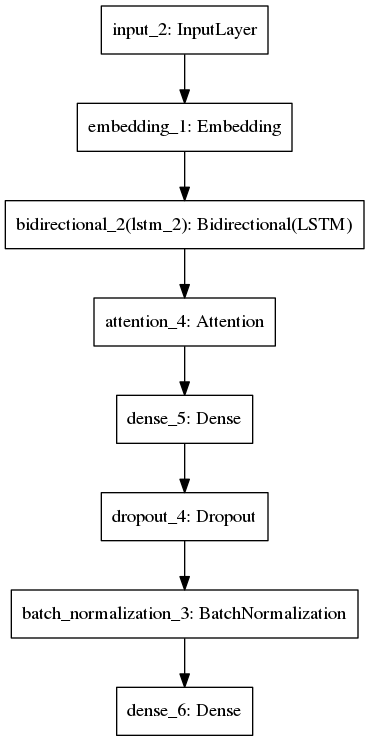 input_2: InputLayer
embedding_1: Embedding
bidirectional_2(lstm_2): Bidirectional(LSTM)
attention_4: Attention
dense_5: Dense
dropout_4: Dropout
batch_normalization_3: BatchNormalization
dense_6: Dense